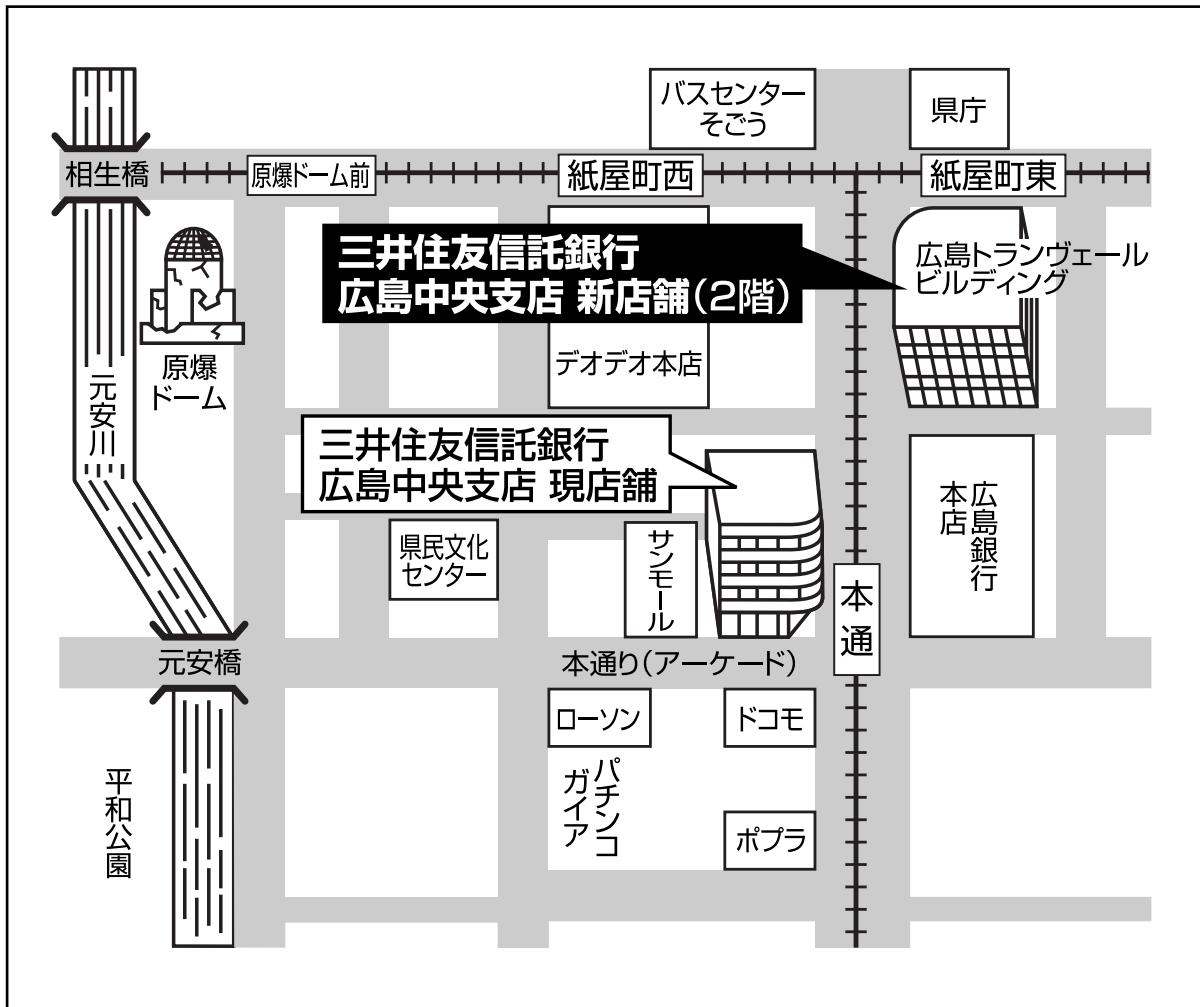 バスセンター
そごう
県庁
相生橋
原爆ドーム前
紙屋町西
紙屋町東
三井住友信託銀行
広島中央支店 新店舗(2階)
広島トランヴェール
ビルディング
原爆
ドーム
デオデオ本店
元安川
三井住友信託銀行
広島中央支店 現店舗
広島銀行
本店
県民文化
センター
サンモール
本通
元安橋
本通り(アーケード)
ローソン
ドコモ
パチンコ
ガイア
平和公園
ポプラ